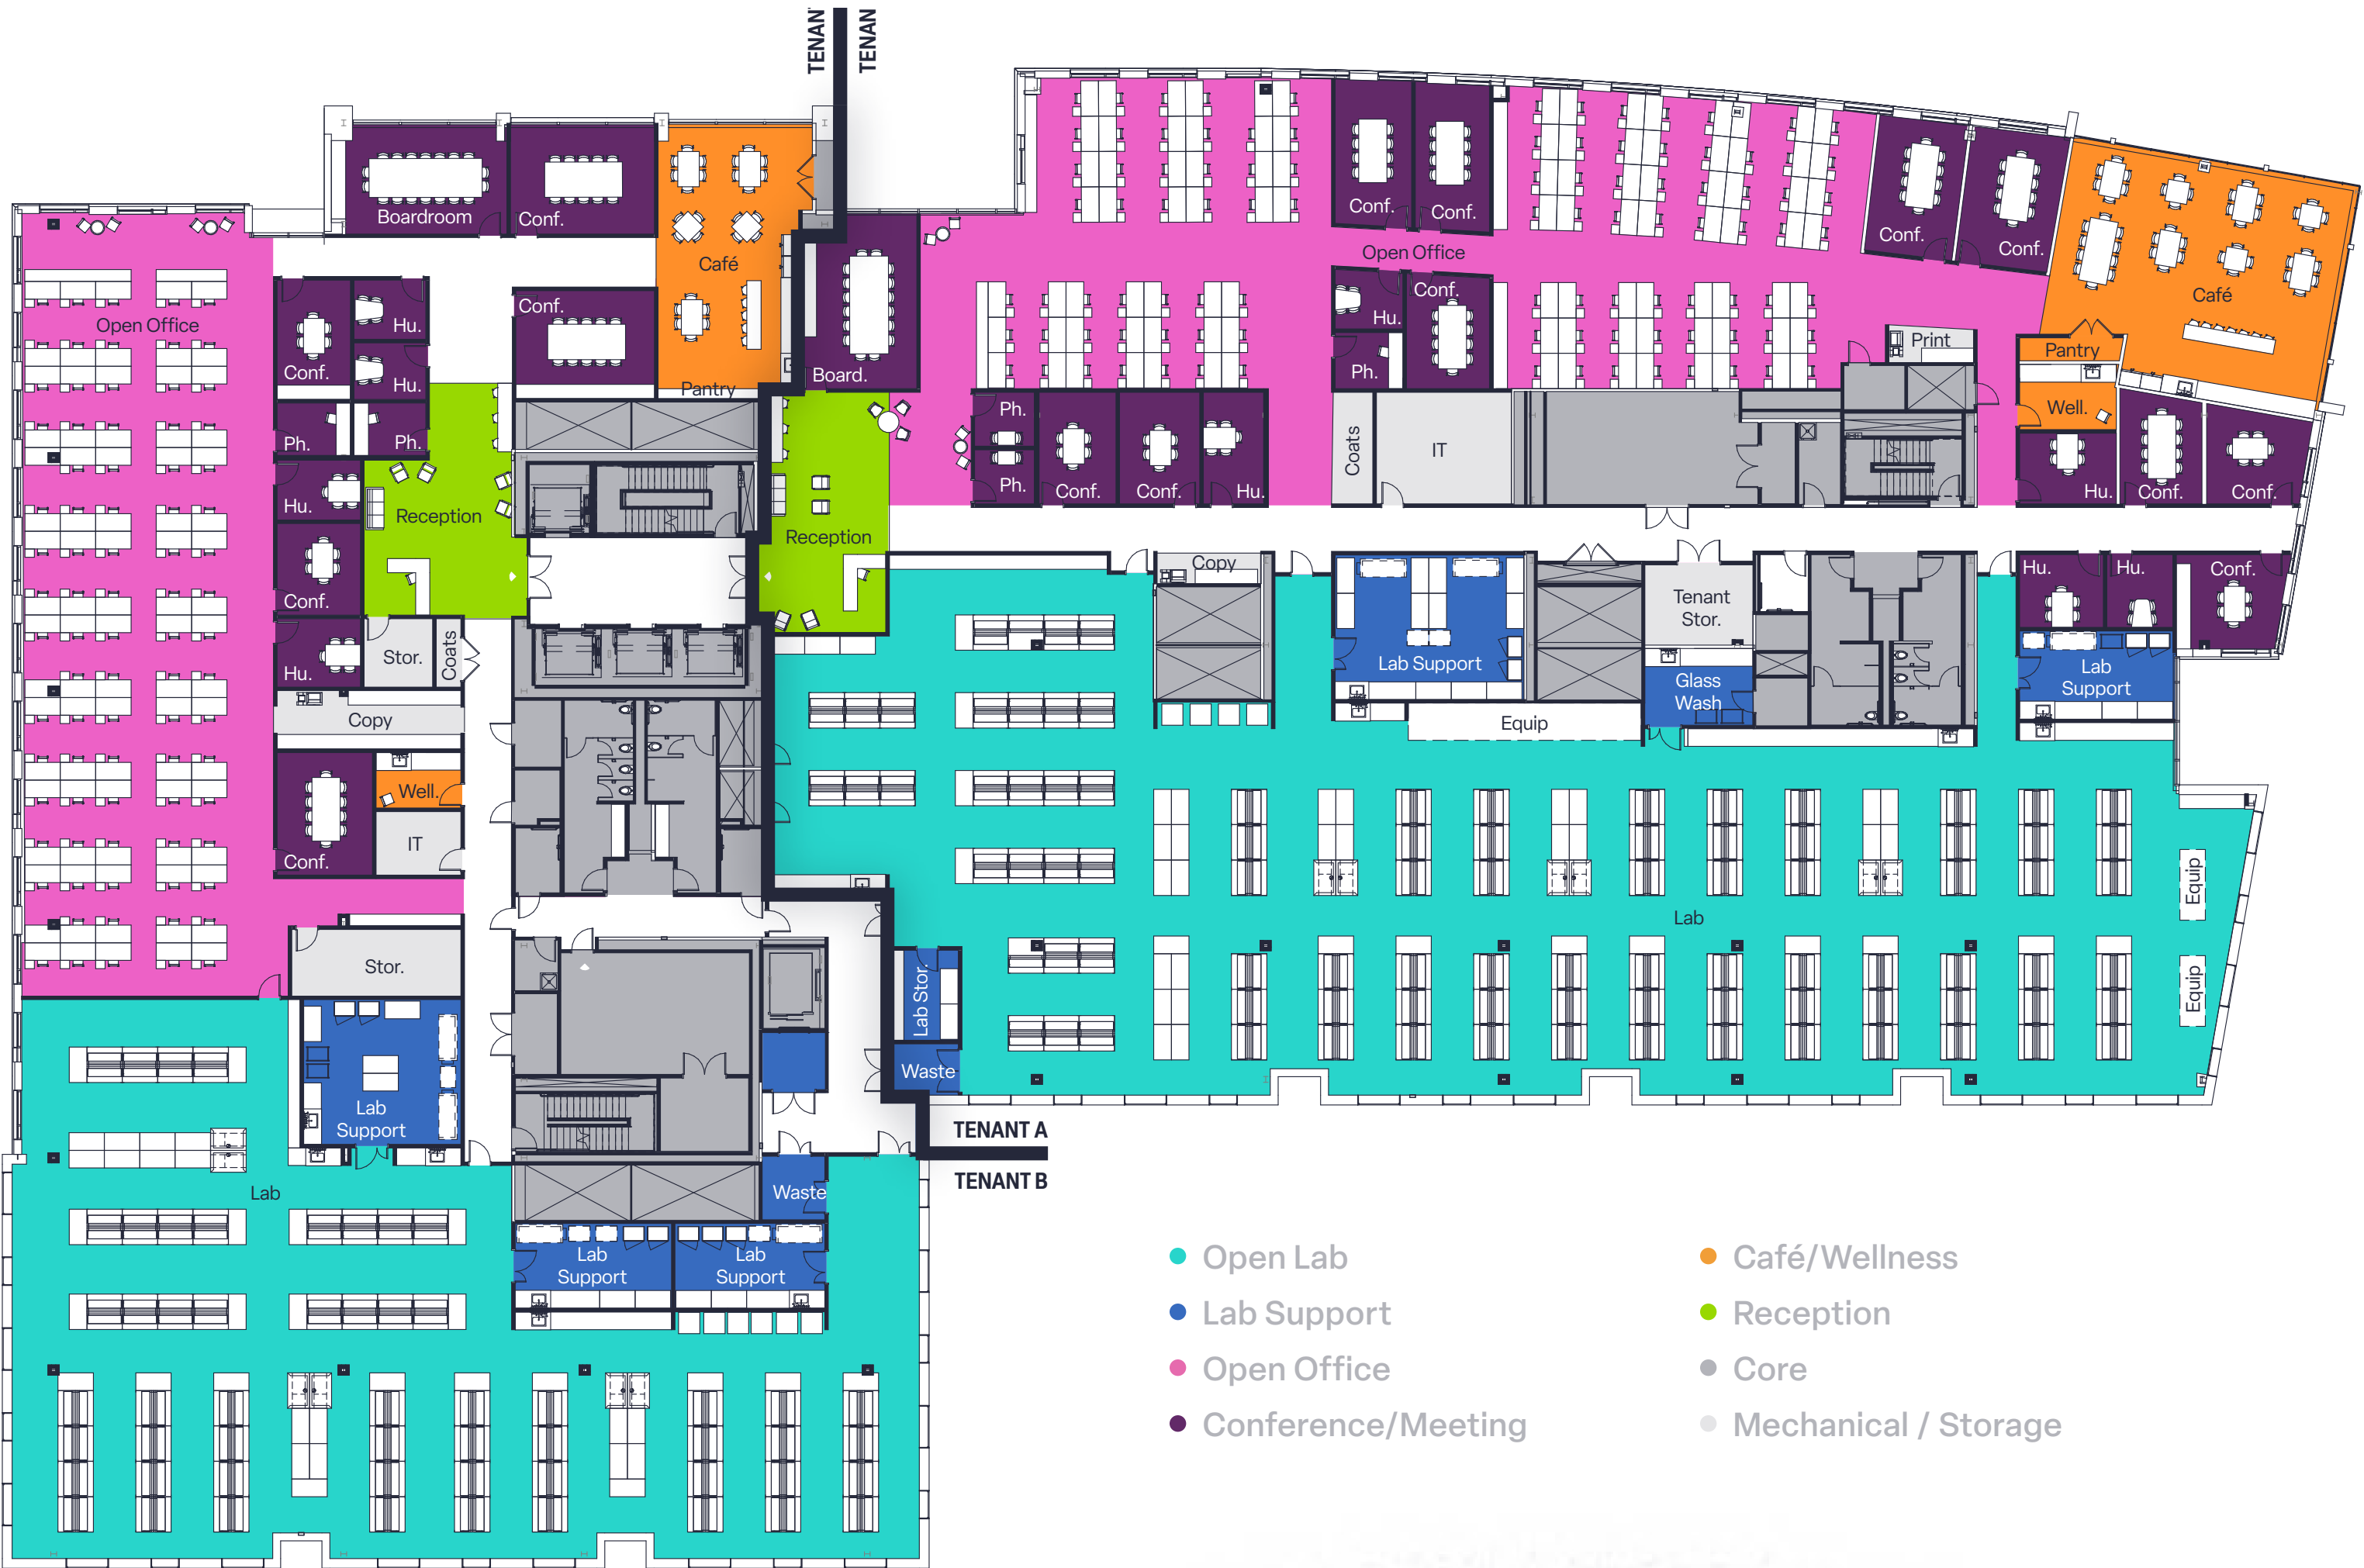 TENAN
TENAN
Boardroom
Conf.
Café
Conf.
Pantry
Open Office
Conf.
Hu.
Hu.
Ph.
Ph.
Hu.
Reception
Conf.
Hu.
Stor.
Coats
Copy
Well.
IT
Conf.
Stor.
Lab
Support
Lab
Waste
Lab
Support
Lab
Support
Board.
Reception
Open Office
Conf.
Conf.
Conf.
Conf.
Café
Hu.
Conf.
Ph.
Print
Pantry
Well.
Ph.
Ph.
Conf.
Conf.
Hu.
Coats
IT
Hu.
Conf.
Conf.
Copy
Lab Support
Tenant
Stor.
Glass
Wash
Equip
Hu.
Hu.
Conf.
Lab
Support
Lab
Equip
Equip
Lab Stor.
Waste
TENANT A
TENANT B
Open Lab
Lab Support
Open Office
Conference/Meeting
Café/Wellness
Reception
Core
Mechanical / Storage